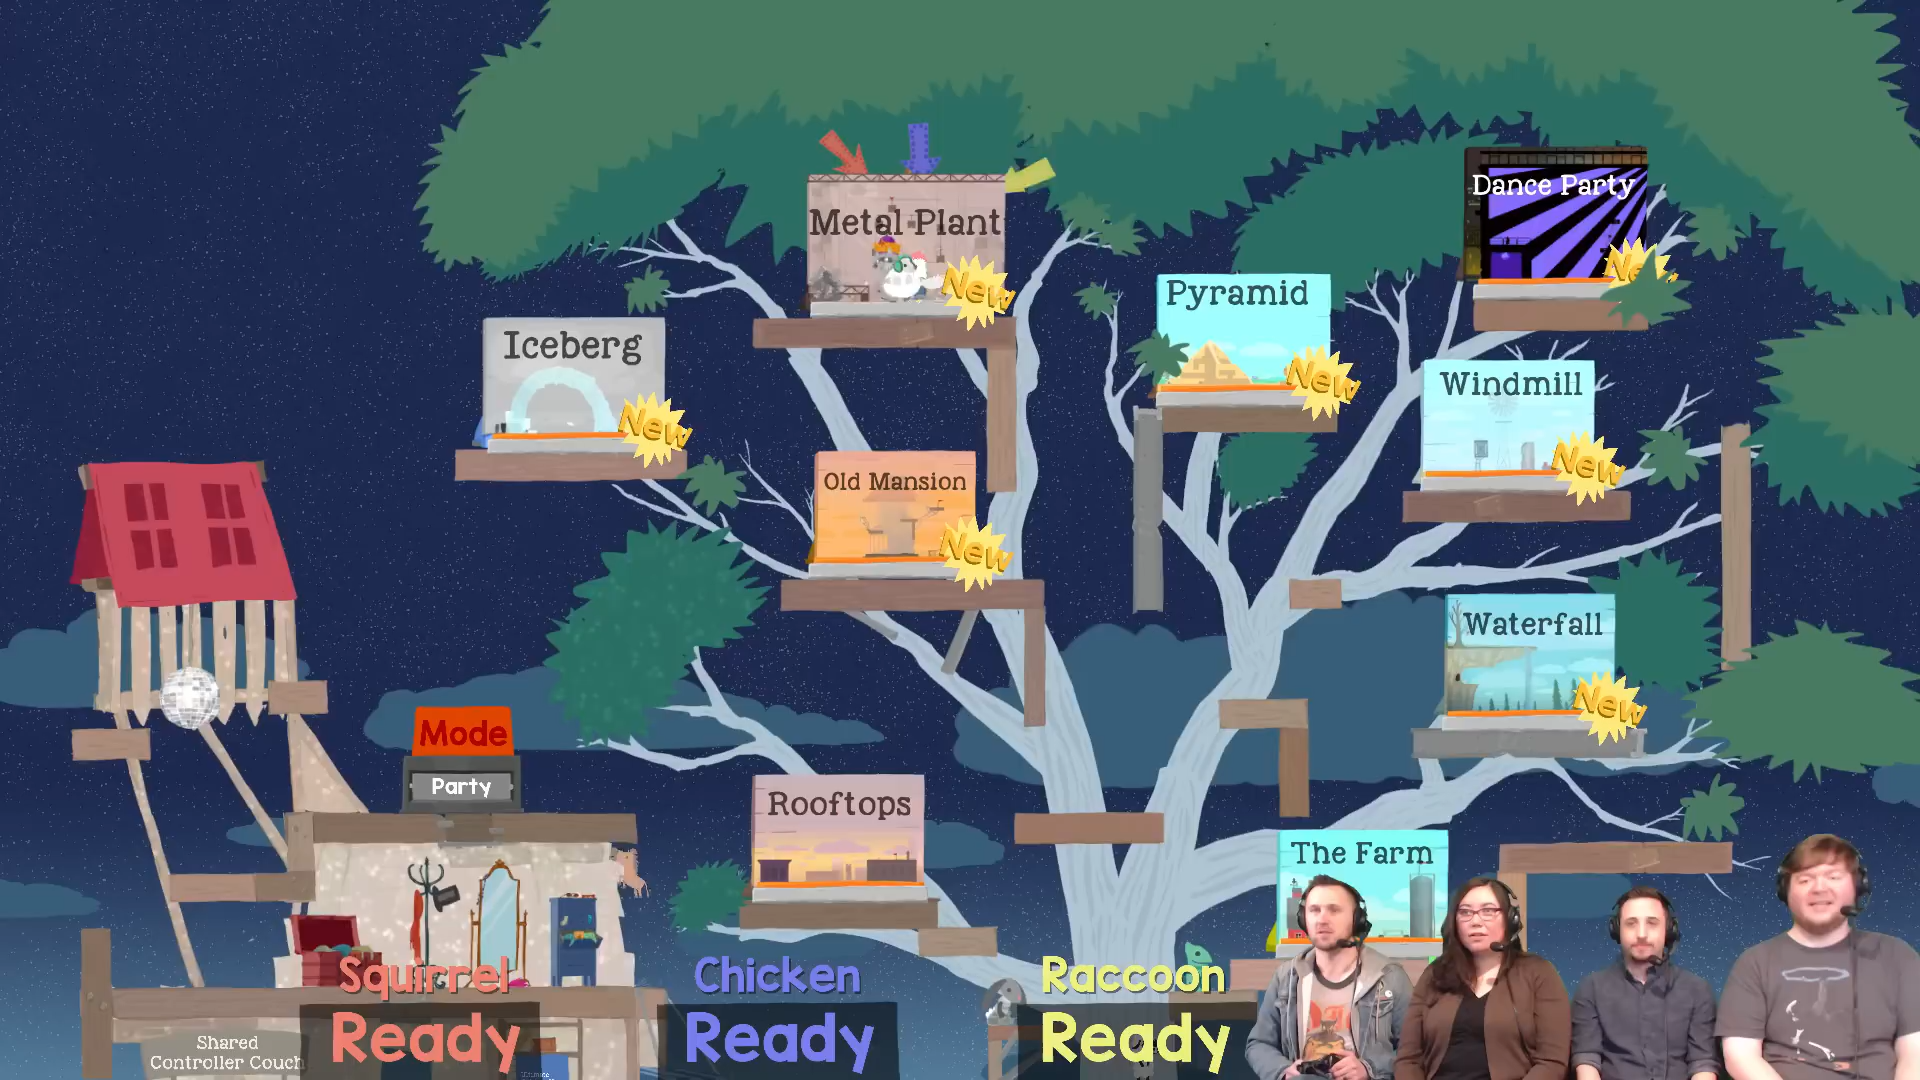 Dance Party
New
Metal Plant
New
Pyramid
New
Iceberg
New
Windmill
New
Old Mansion
New
Waterfall
New
Mode
Party
Rooftops
The Farm
Squirrel
Ready
Chicken
Ready
Raccoon
Ready
Shared
Controller Couch